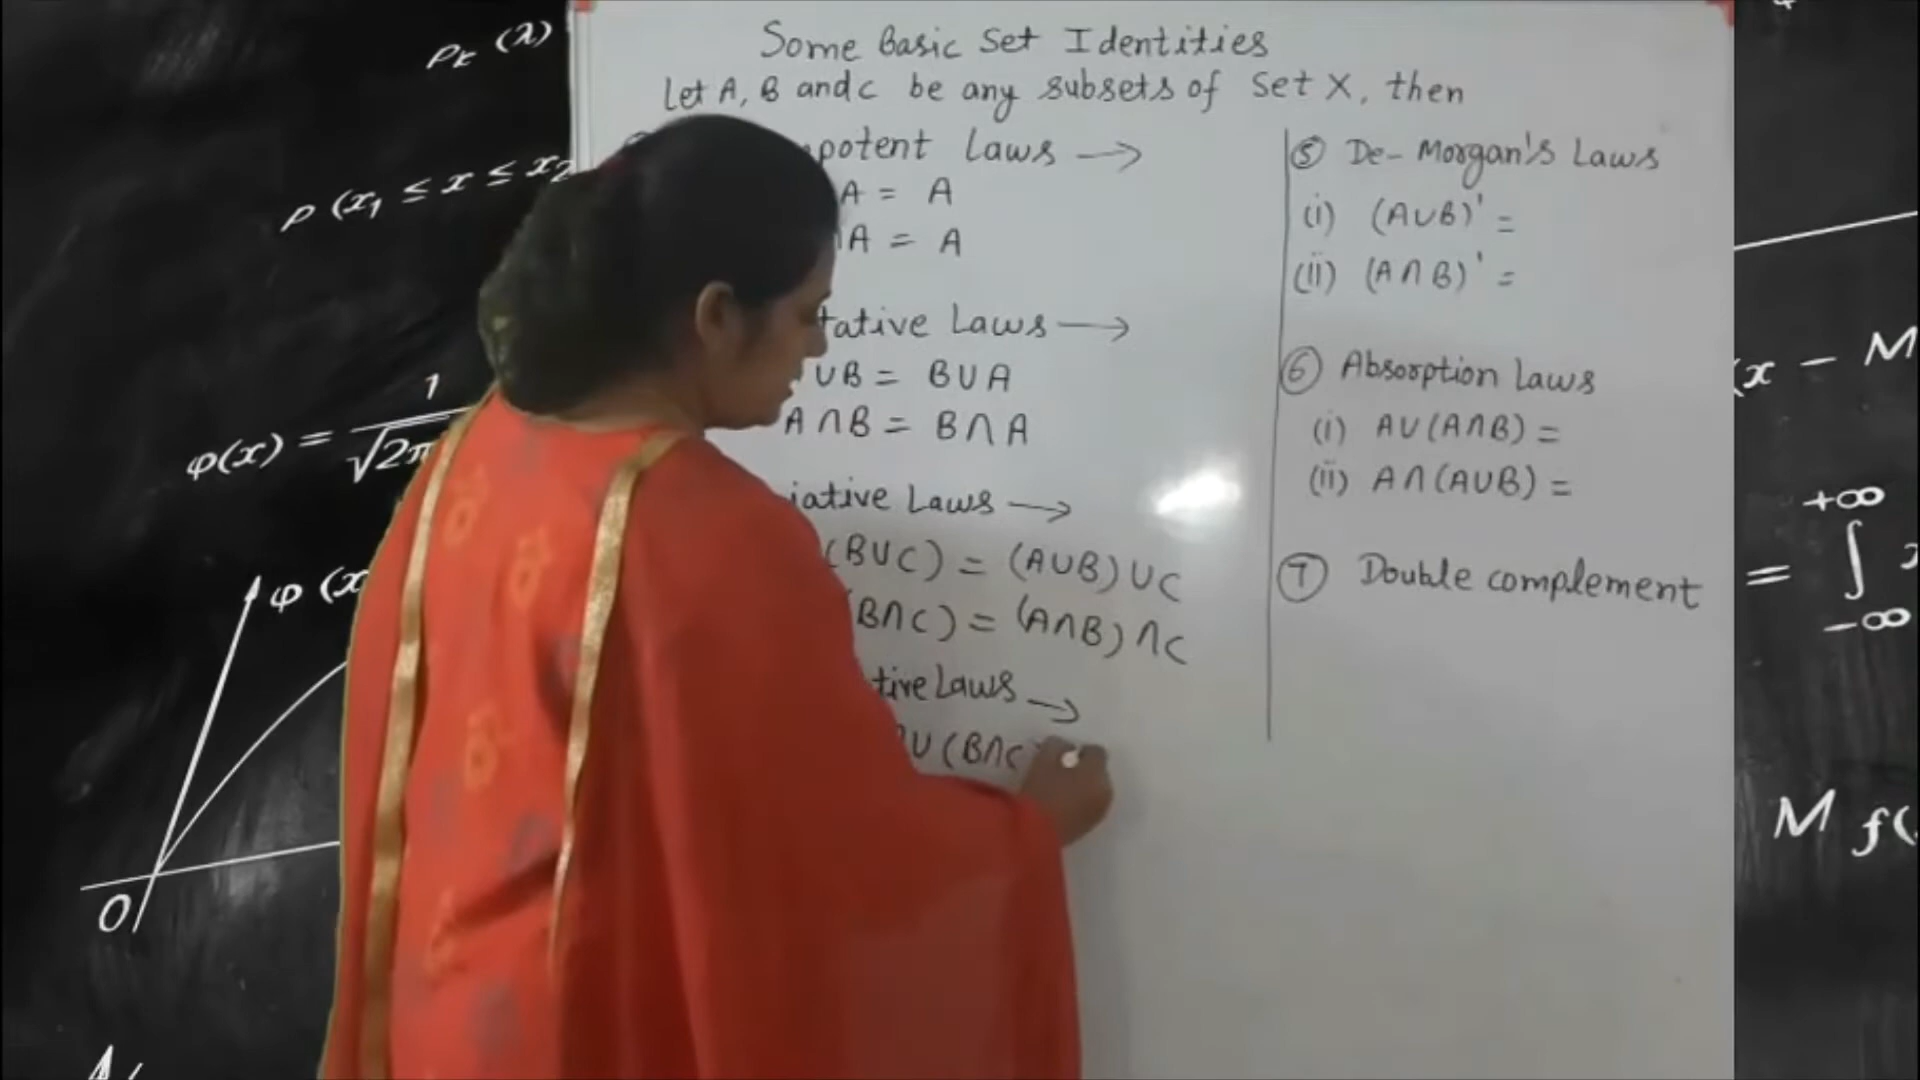 Some Basic Set Identities
Let A, B and C be any subsets of Set X, then
potent Laws →
A = A
A = A
tative Laws →
UB = BUA
A∩B = B∩A
iative Laws →
(BUC) = (AUB)UC
(B∩C) = (A∩B)∩C
tive Laws →
U(B∩C
⑤ De-Morgan's Laws
(i) (AUB)' =
(ii) (A∩B)' =
⑥ Absorption Laws
(i) AU(A∩B) =
(ii) A∩(AUB) =
⑦ Double complement
PK (λ)
P (x₁ ≤ x ≤ x₂
φ(x) = 1/√2π
φ (x
0
(x − M
= ∫ +∞ −∞
M f(